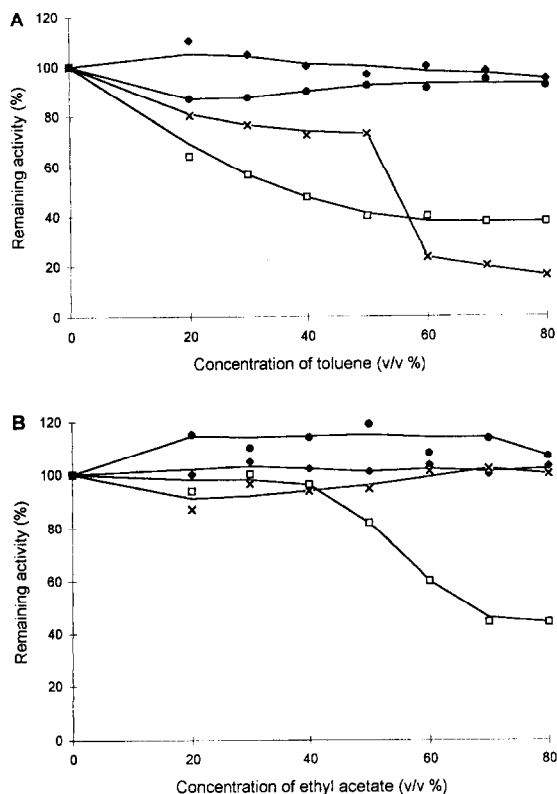 A
120
100
80
60
40
20
0
Remaining activity (%)
0 20 40 60 80
Concentration of toluene (v/v %)
B
120
100
80
60
40
20
0
Remaining activity (%)
0 20 40 60 80
Concentration of ethyl acetate (v/v %)